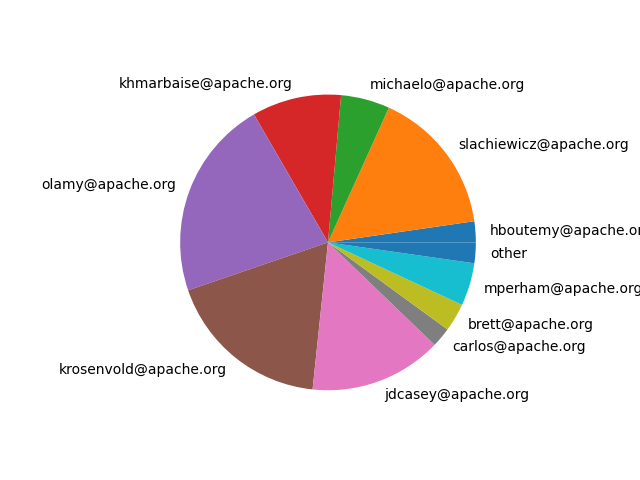 khmarbaise@apache.org
michaelo@apache.org
slachiewicz@apache.org
olamy@apache.org
hboutemy@apache.or
other
mperham@apache.org
brett@apache.org
carlos@apache.org
krosenvold@apache.org
jdcasey@apache.org